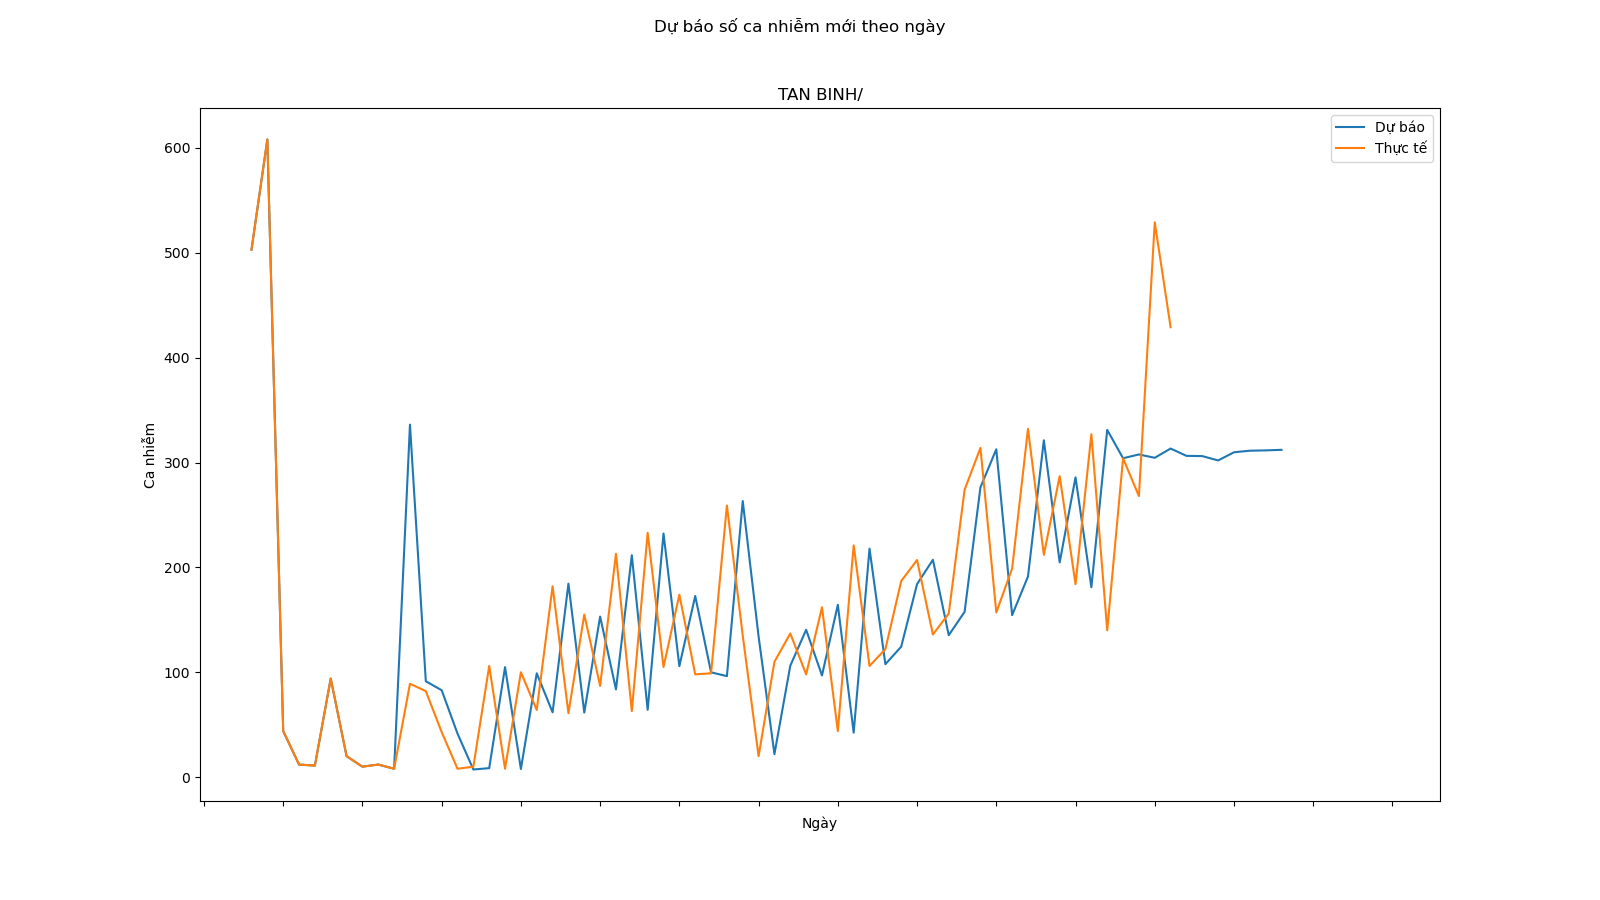 Dự báo số ca nhiễm mới theo ngày
TAN BINH/
Dự báo
Thực tế
600
500
400
300
200
100
0
Ca nhiễm
Ngày